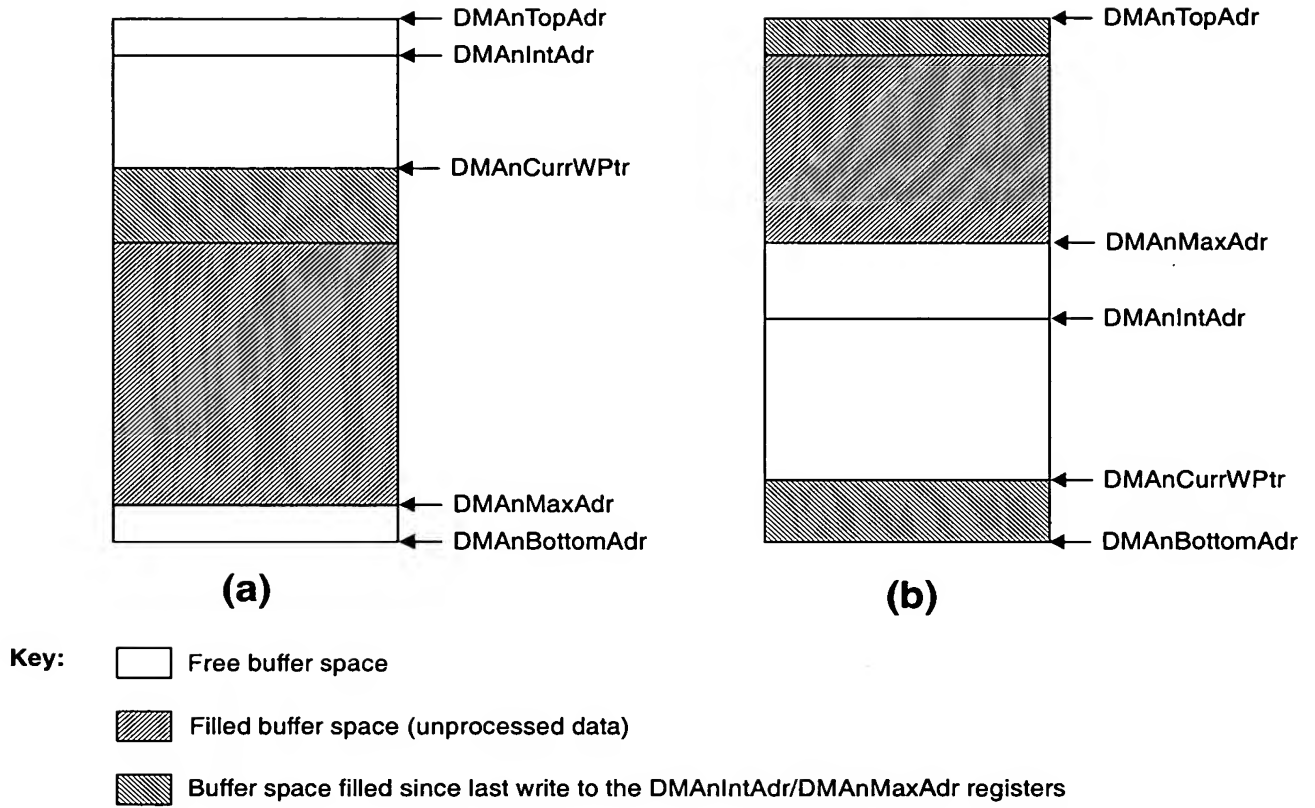 DMAnTopAdr
DMAnIntAdr
DMAnCurrWPtr
DMAnMaxAdr
DMAnBottomAdr
(a)
DMAnTopAdr
DMAnMaxAdr
DMAnIntAdr
DMAnCurrWPtr
DMAnBottomAdr
(b)
Key:
Free buffer space
Filled buffer space (unprocessed data)
Buffer space filled since last write to the DMAnIntAdr/DMAnMaxAdr registers